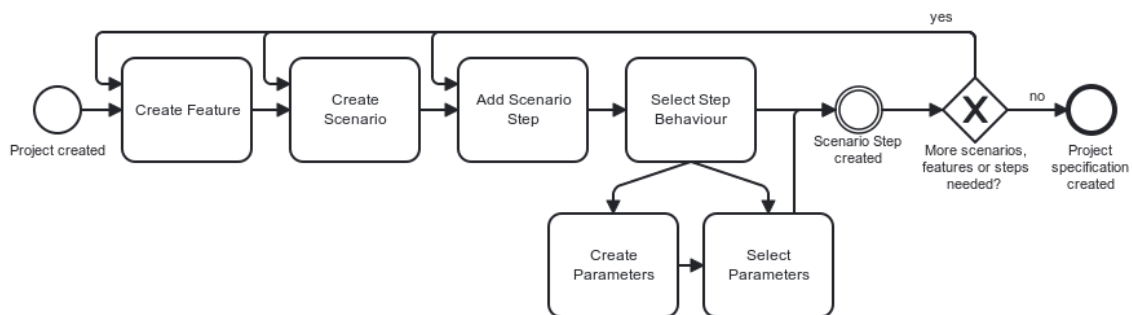 yes
Create Feature
Create
Scenario
Add Scenario
Step
Select Step
Behaviour
X
no
Project created
Scenario Step
created
More scenarios,
features or steps
needed?
Project
specification
created
Create
Parameters
Select
Parameters